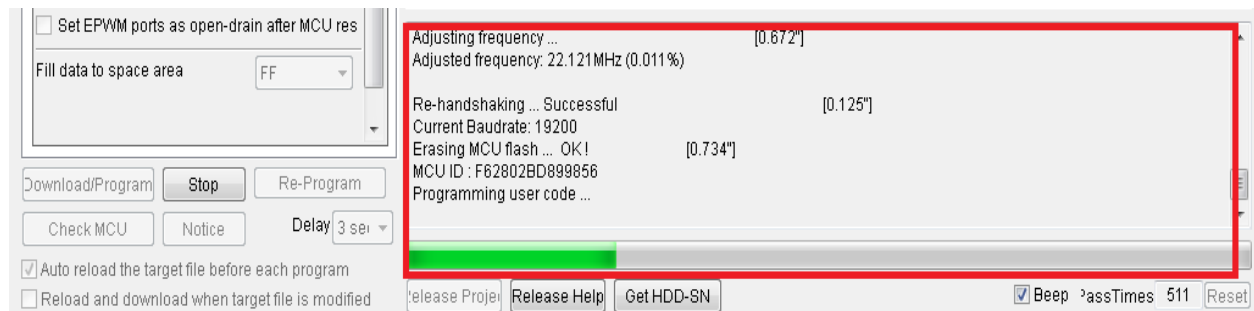 Set EPWM ports as open-drain after MCU res
Fill data to space area FF
Download/Program Stop Re-Program
Check MCU Notice Delay 3 sec
Auto reload the target file before each program
Reload and download when target file is modified
Adjusting frequency ... [0.672"]
Adjusted frequency: 22.121MHz (0.011%)
Re-handshaking ... Successful [0.125"]
Current Baudrate: 19200
Erasing MCU flash ... OK! [0.734"]
MCU ID : F62802BD899856
Programming user code ...
Release Projec Release Help Get HDD-SN Beep PassTimes 511 Reset